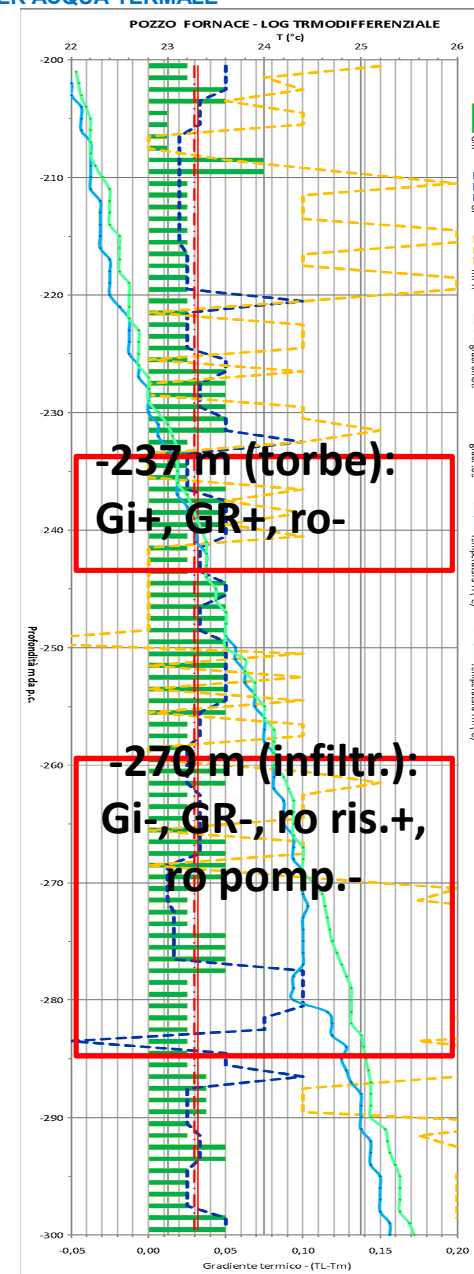 ER ACQUA TERMALE
POZZO FORNACE - LOG TRMODIFFERENZIALE
T (°c)
22 23 24 25 26
-200
-210
-220
-230
-237 m (torbe):
Gi+, GR+, ro-
-240
Profondità m da p.c.
-250
-260
-270 m (infiltr.):
Gi-, GR-, ro ris.+,
ro pomp.-
-270
-280
-290
-300
-0,05 0,00 0,05 0,10 0,15 0,20
Gradiente termico - (TL-Tm)